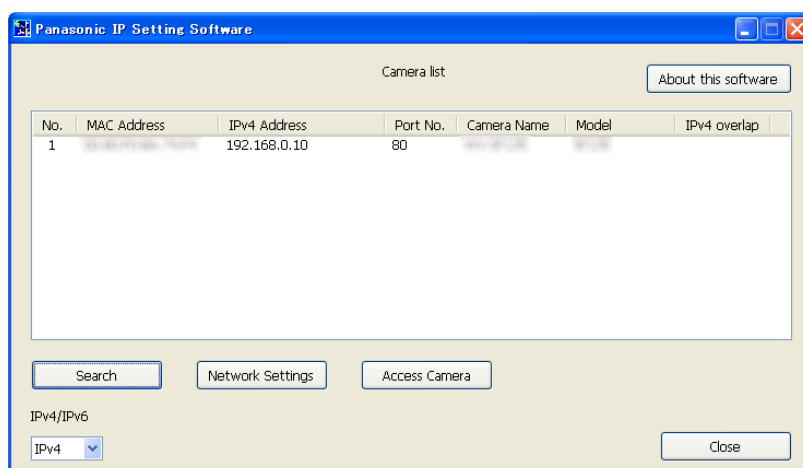 Panasonic IP Setting Software
Camera list
About this software
No. MAC Address IPv4 Address Port No. Camera Name Model IPv4 overlap
1 192.168.0.10 80
Search Network Settings Access Camera
IPv4/IPv6
IPv4
Close